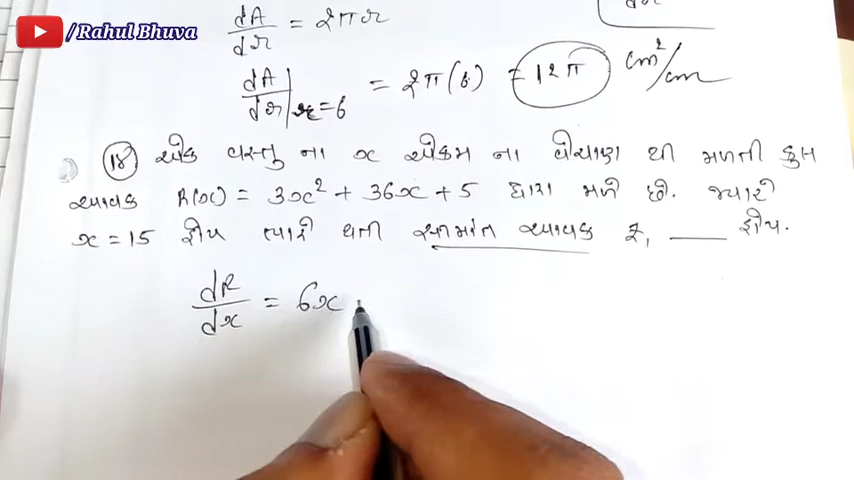 / Rahul Bhuva
dA/dr = 2πr
dA/dr | r=6 = 2π(6) = 12π cm²/cm
18 એક વસ્તુ ના x એકમ ના વેચાણ થી મળતી કુલ
આવક R(x) = 3x² + 36x + 5 દ્વારા મળે છે. જ્યારે
x = 15 હોય ત્યારે થતી સીમાંત આવક ₹, ___ હોય.
dR/dx = 6x